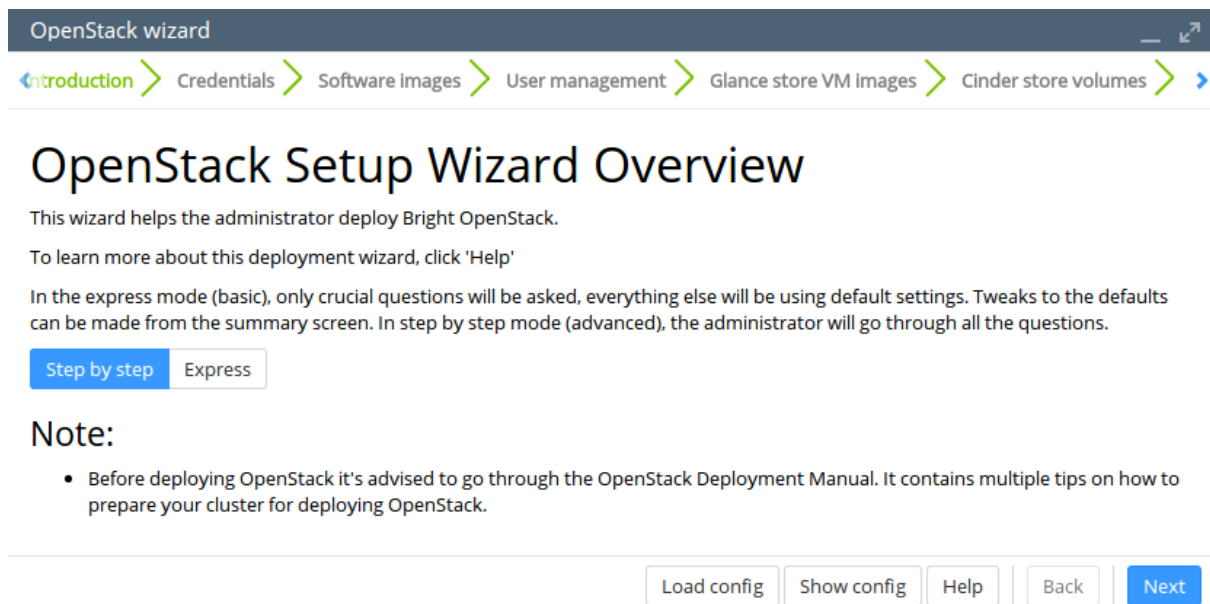 OpenStack wizard
Introduction Credentials Software images User management Glance store VM images Cinder store volumes
OpenStack Setup Wizard Overview
This wizard helps the administrator deploy Bright OpenStack.
To learn more about this deployment wizard, click 'Help'
In the express mode (basic), only crucial questions will be asked, everything else will be using default settings. Tweaks to the defaults
can be made from the summary screen. In step by step mode (advanced), the administrator will go through all the questions.
Step by step Express
Note:
• Before deploying OpenStack it's advised to go through the OpenStack Deployment Manual. It contains multiple tips on how to
prepare your cluster for deploying OpenStack.
Load config Show config Help Back Next